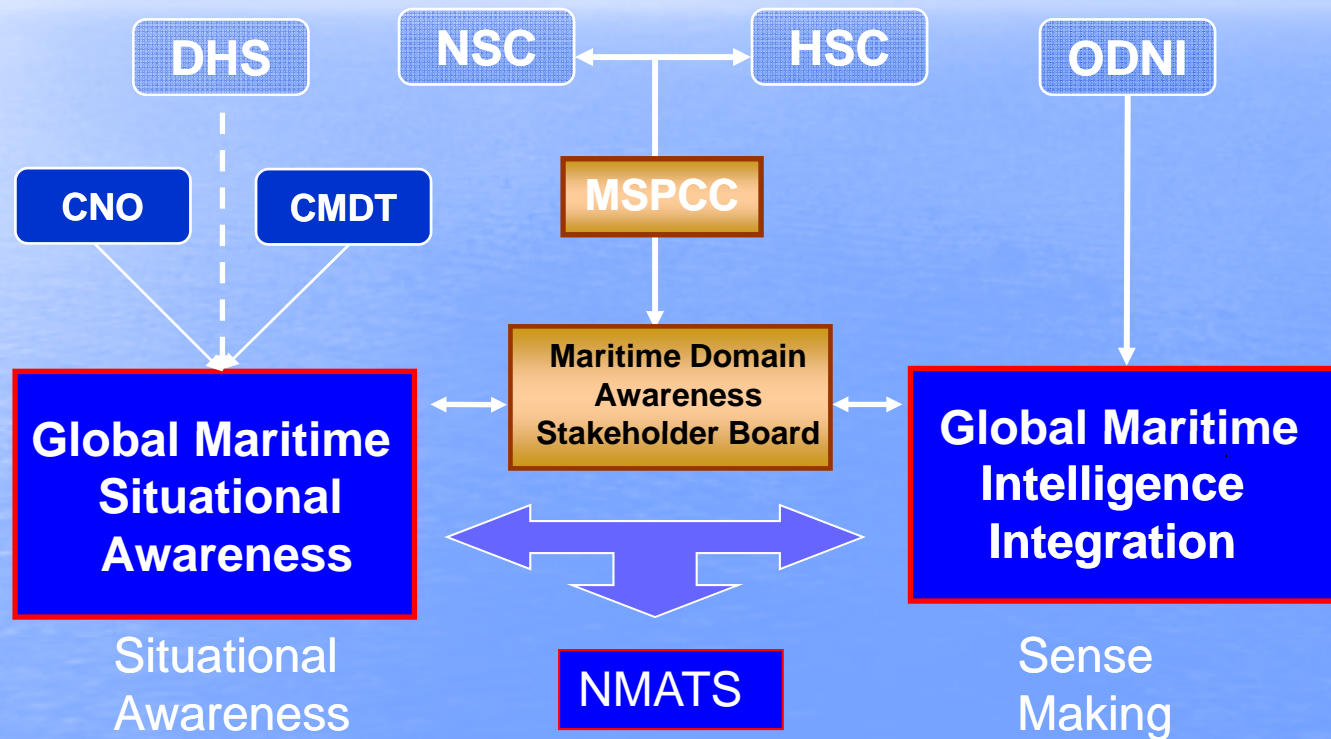 DHS
NSC
HSC
ODNI
CNO
CMDT
MSPCC
Maritime Domain
Awareness
Stakeholder Board
Global Maritime
Situational
Awareness
Global Maritime
Intelligence
Integration
Situational
Awareness
NMATS
Sense
Making